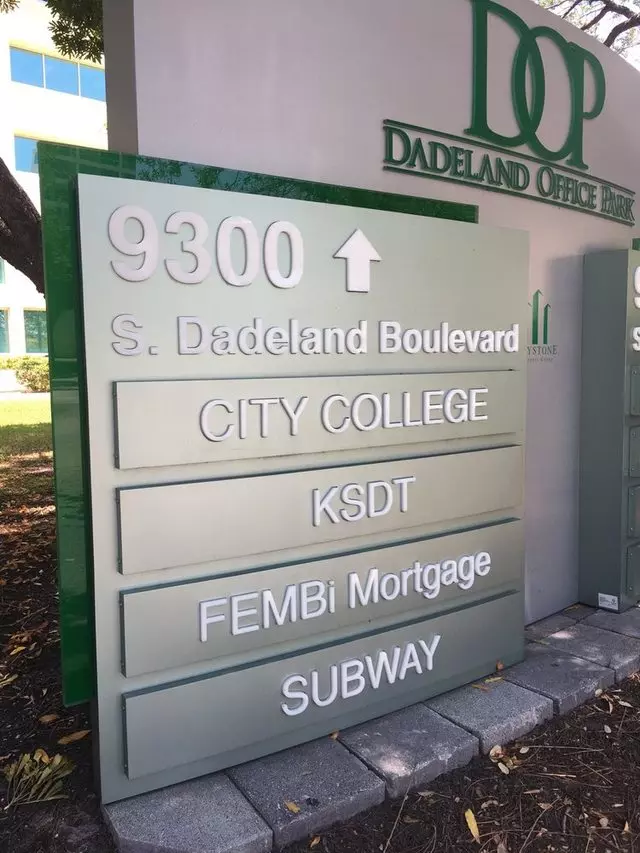 DOP
DADELAND OFFICE PARK
9300
S. Dadeland Boulevard
CITY COLLEGE
KSDT
FEMBi Mortgage
SUBWAY